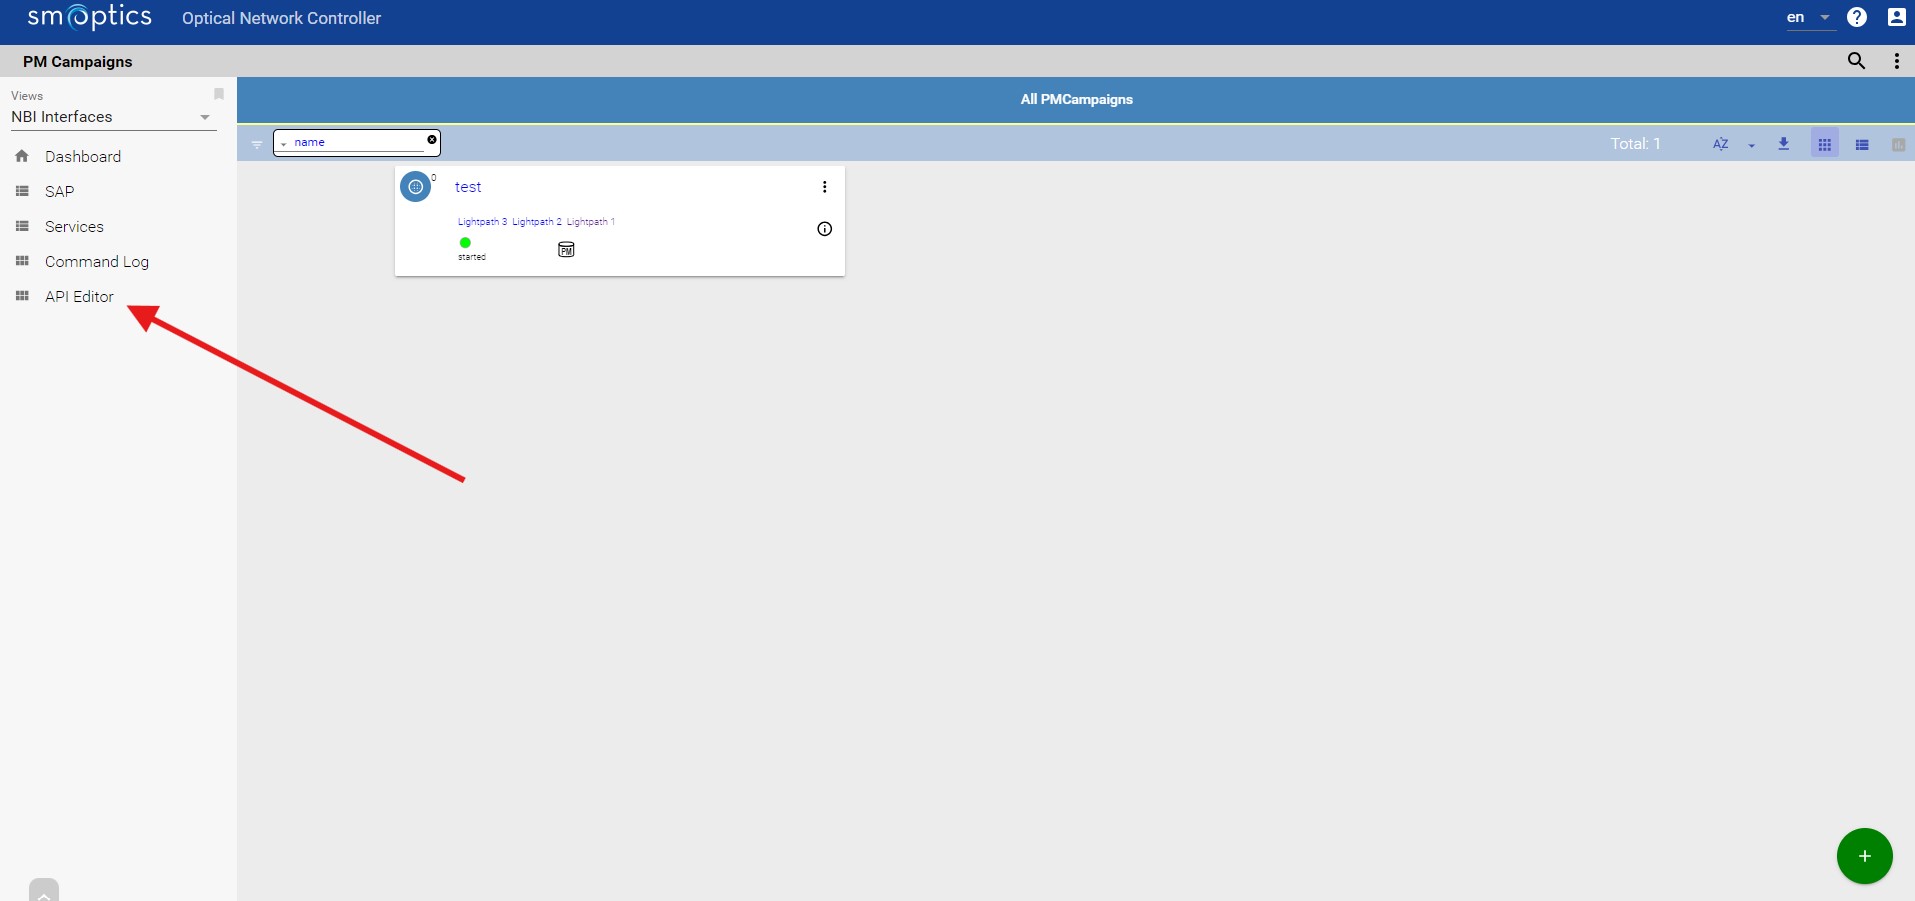 smoptics Optical Network Controller en
PM Campaigns
Views
NBI Interfaces
Dashboard
SAP
Services
Command Log
API Editor
All PMCampaigns
name Total: 1 AZ
0
test
Lightpath 3 Lightpath 2 Lightpath 1
PM
started